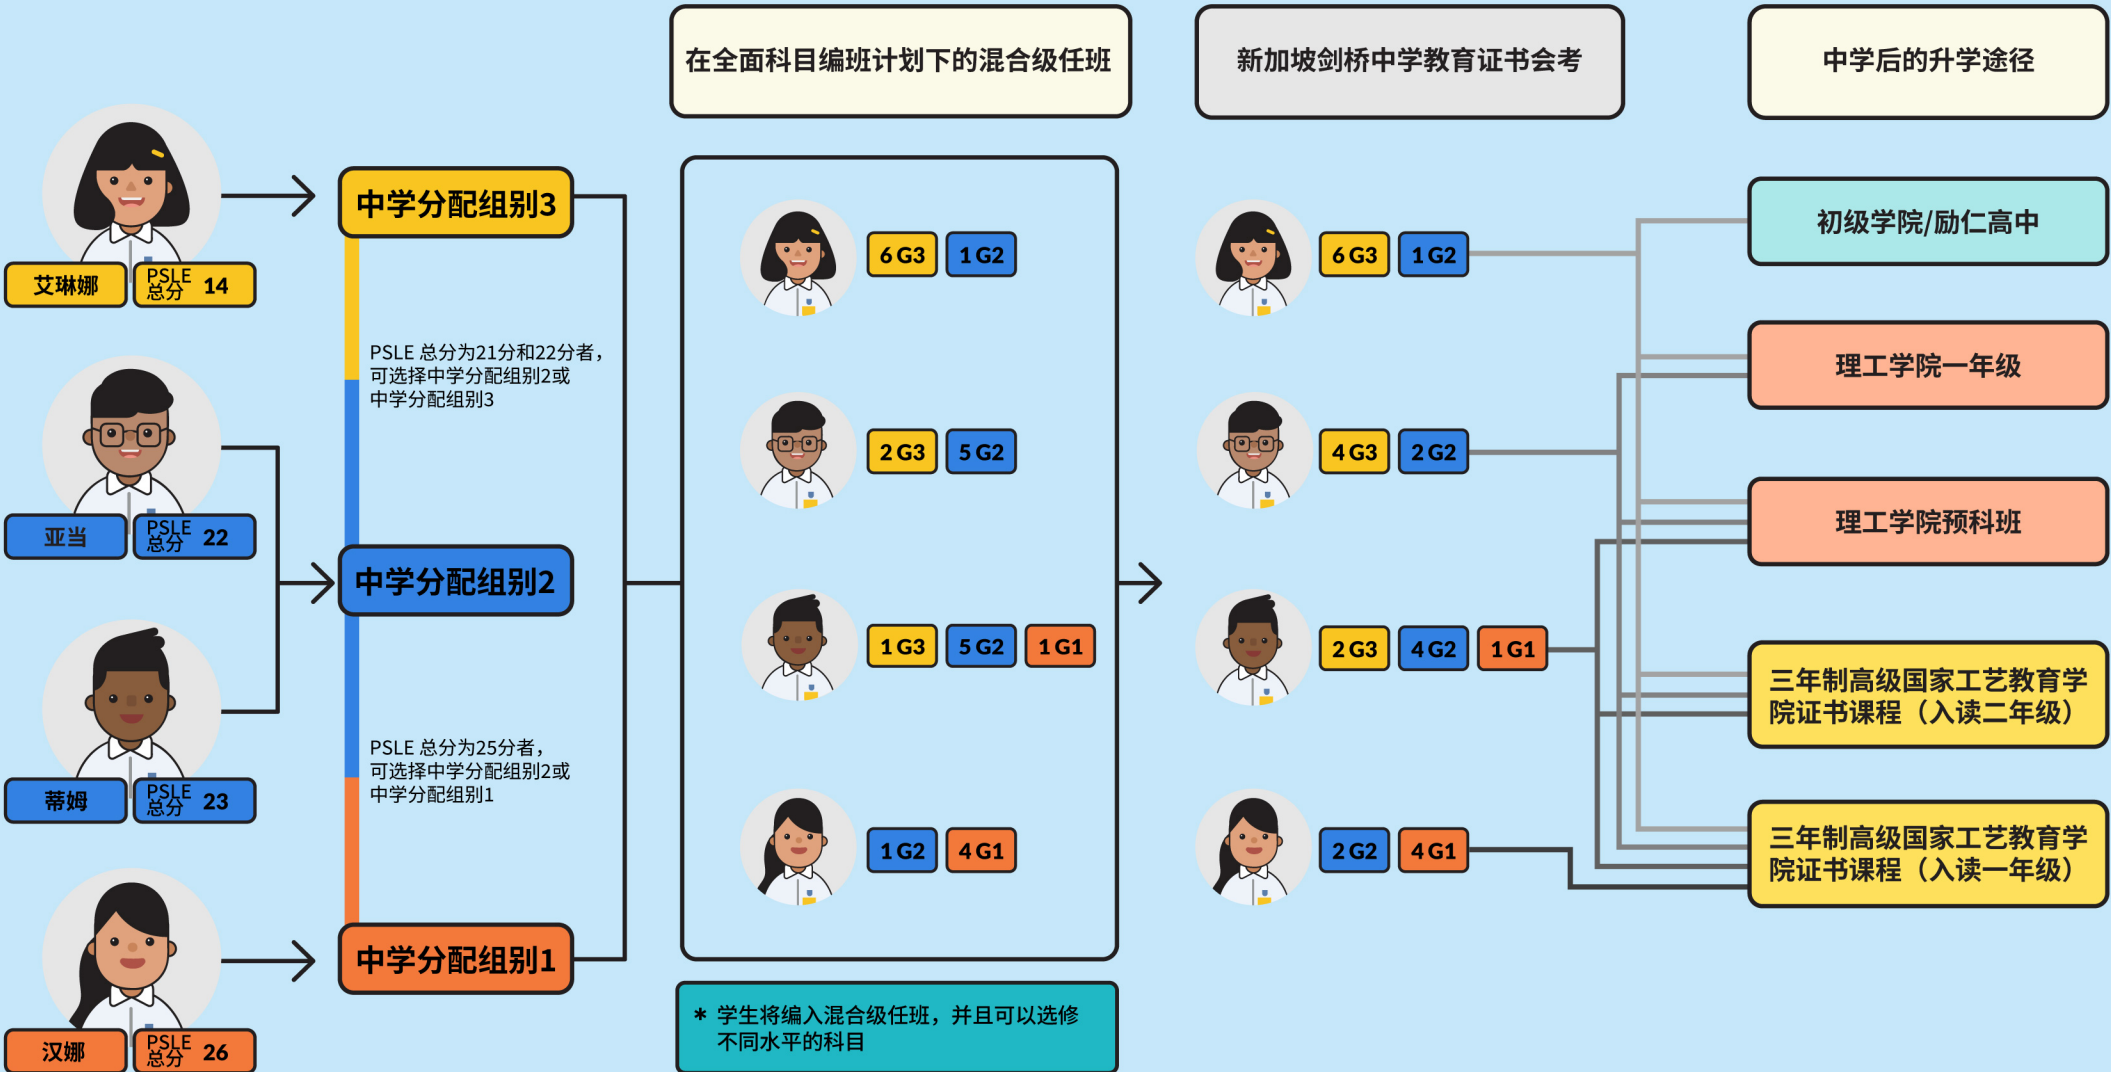 在全面科目编班计划下的混合级任班
新加坡剑桥中学教育证书会考
中学后的升学途径
艾琳娜
PSLE
总分
14
亚当
PSLE
总分
22
蒂姆
PSLE
总分
23
汉娜
PSLE
总分
26
中学分配组别3
PSLE 总分为21分和22分者，
可选择中学分配组别2或
中学分配组别3
中学分配组别2
PSLE 总分为25分者，
可选择中学分配组别2或
中学分配组别1
中学分配组别1
6 G3
1 G2
2 G3
5 G2
1 G3
5 G2
1 G1
1 G2
4 G1
* 学生将编入混合级任班，并且可以选修
不同水平的科目
6 G3
1 G2
4 G3
2 G2
2 G3
4 G2
1 G1
2 G2
4 G1
初级学院/励仁高中
理工学院一年级
理工学院预科班
三年制高级国家工艺教育学
院证书课程（入读二年级）
三年制高级国家工艺教育学
院证书课程（入读一年级）